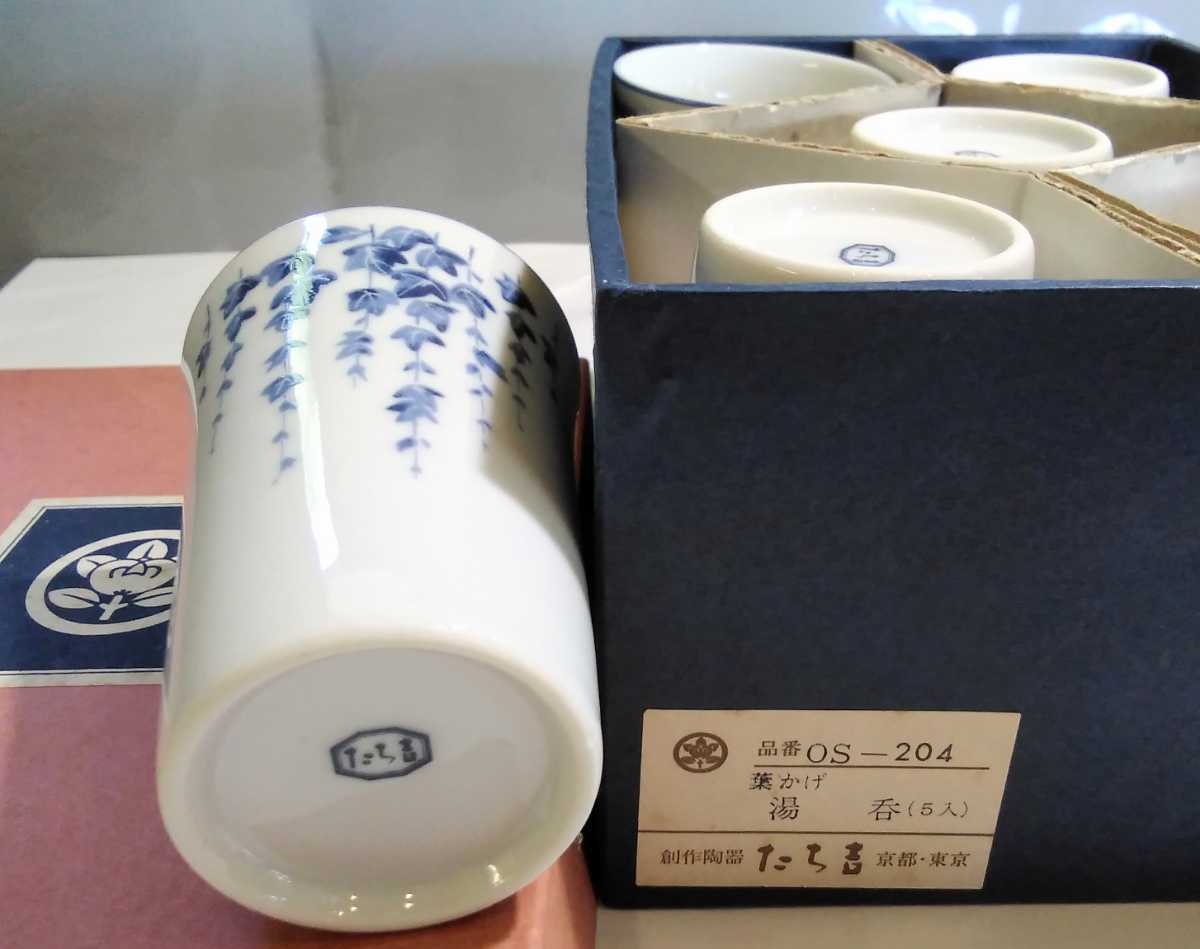 たち吉
品番 OS-204
葉かげ
湯 呑 (5入)
創作陶器 たち吉 京都・東京